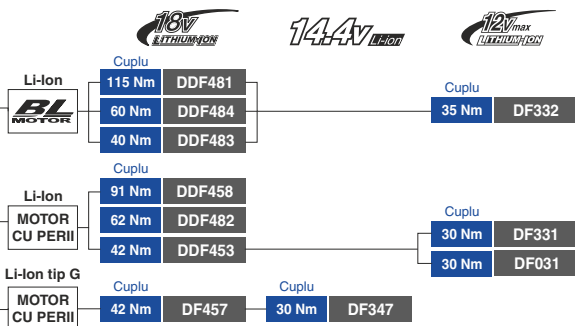 18V 14.4V Li-ion 12Vmax
LITHIUM-ION LITHIUM-ION
Cuplu
Li-Ion 115 Nm DDF481 Cuplu
BL 60 Nm DDF484 35 Nm DF332
MOTOR
40 Nm DDF483
Cuplu
Li-Ion 91 Nm DDF458
MOTOR 62 Nm DDF482 Cuplu
CU PERII
42 Nm DDF453 30 Nm DF331
30 Nm DF031
Li-Ion tip G
Cuplu Cuplu
MOTOR 42 Nm DF457 30 Nm DF347
CU PERII